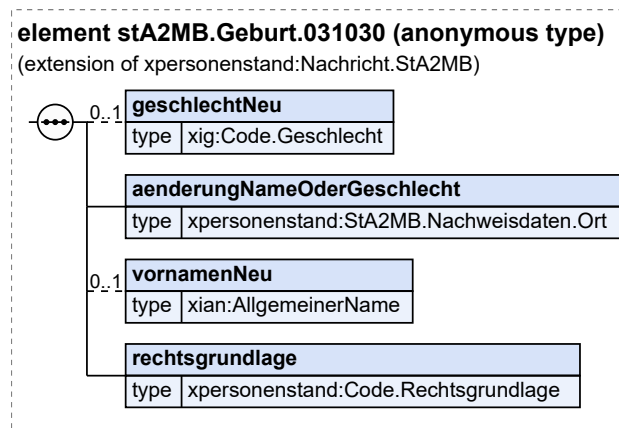 element stA2MB.Geburt.031030 (anonymous type)
(extension of xpersonenstand:Nachricht.StA2MB)
0..1
geschlechtNeu
type xig:Code.Geschlecht
aenderungNameOderGeschlecht
type xpersonenstand:StA2MB.Nachweisdaten.Ort
0..1
vornamenNeu
type xian:AllgemeinerName
rechtsgrundlage
type xpersonenstand:Code.Rechtsgrundlage